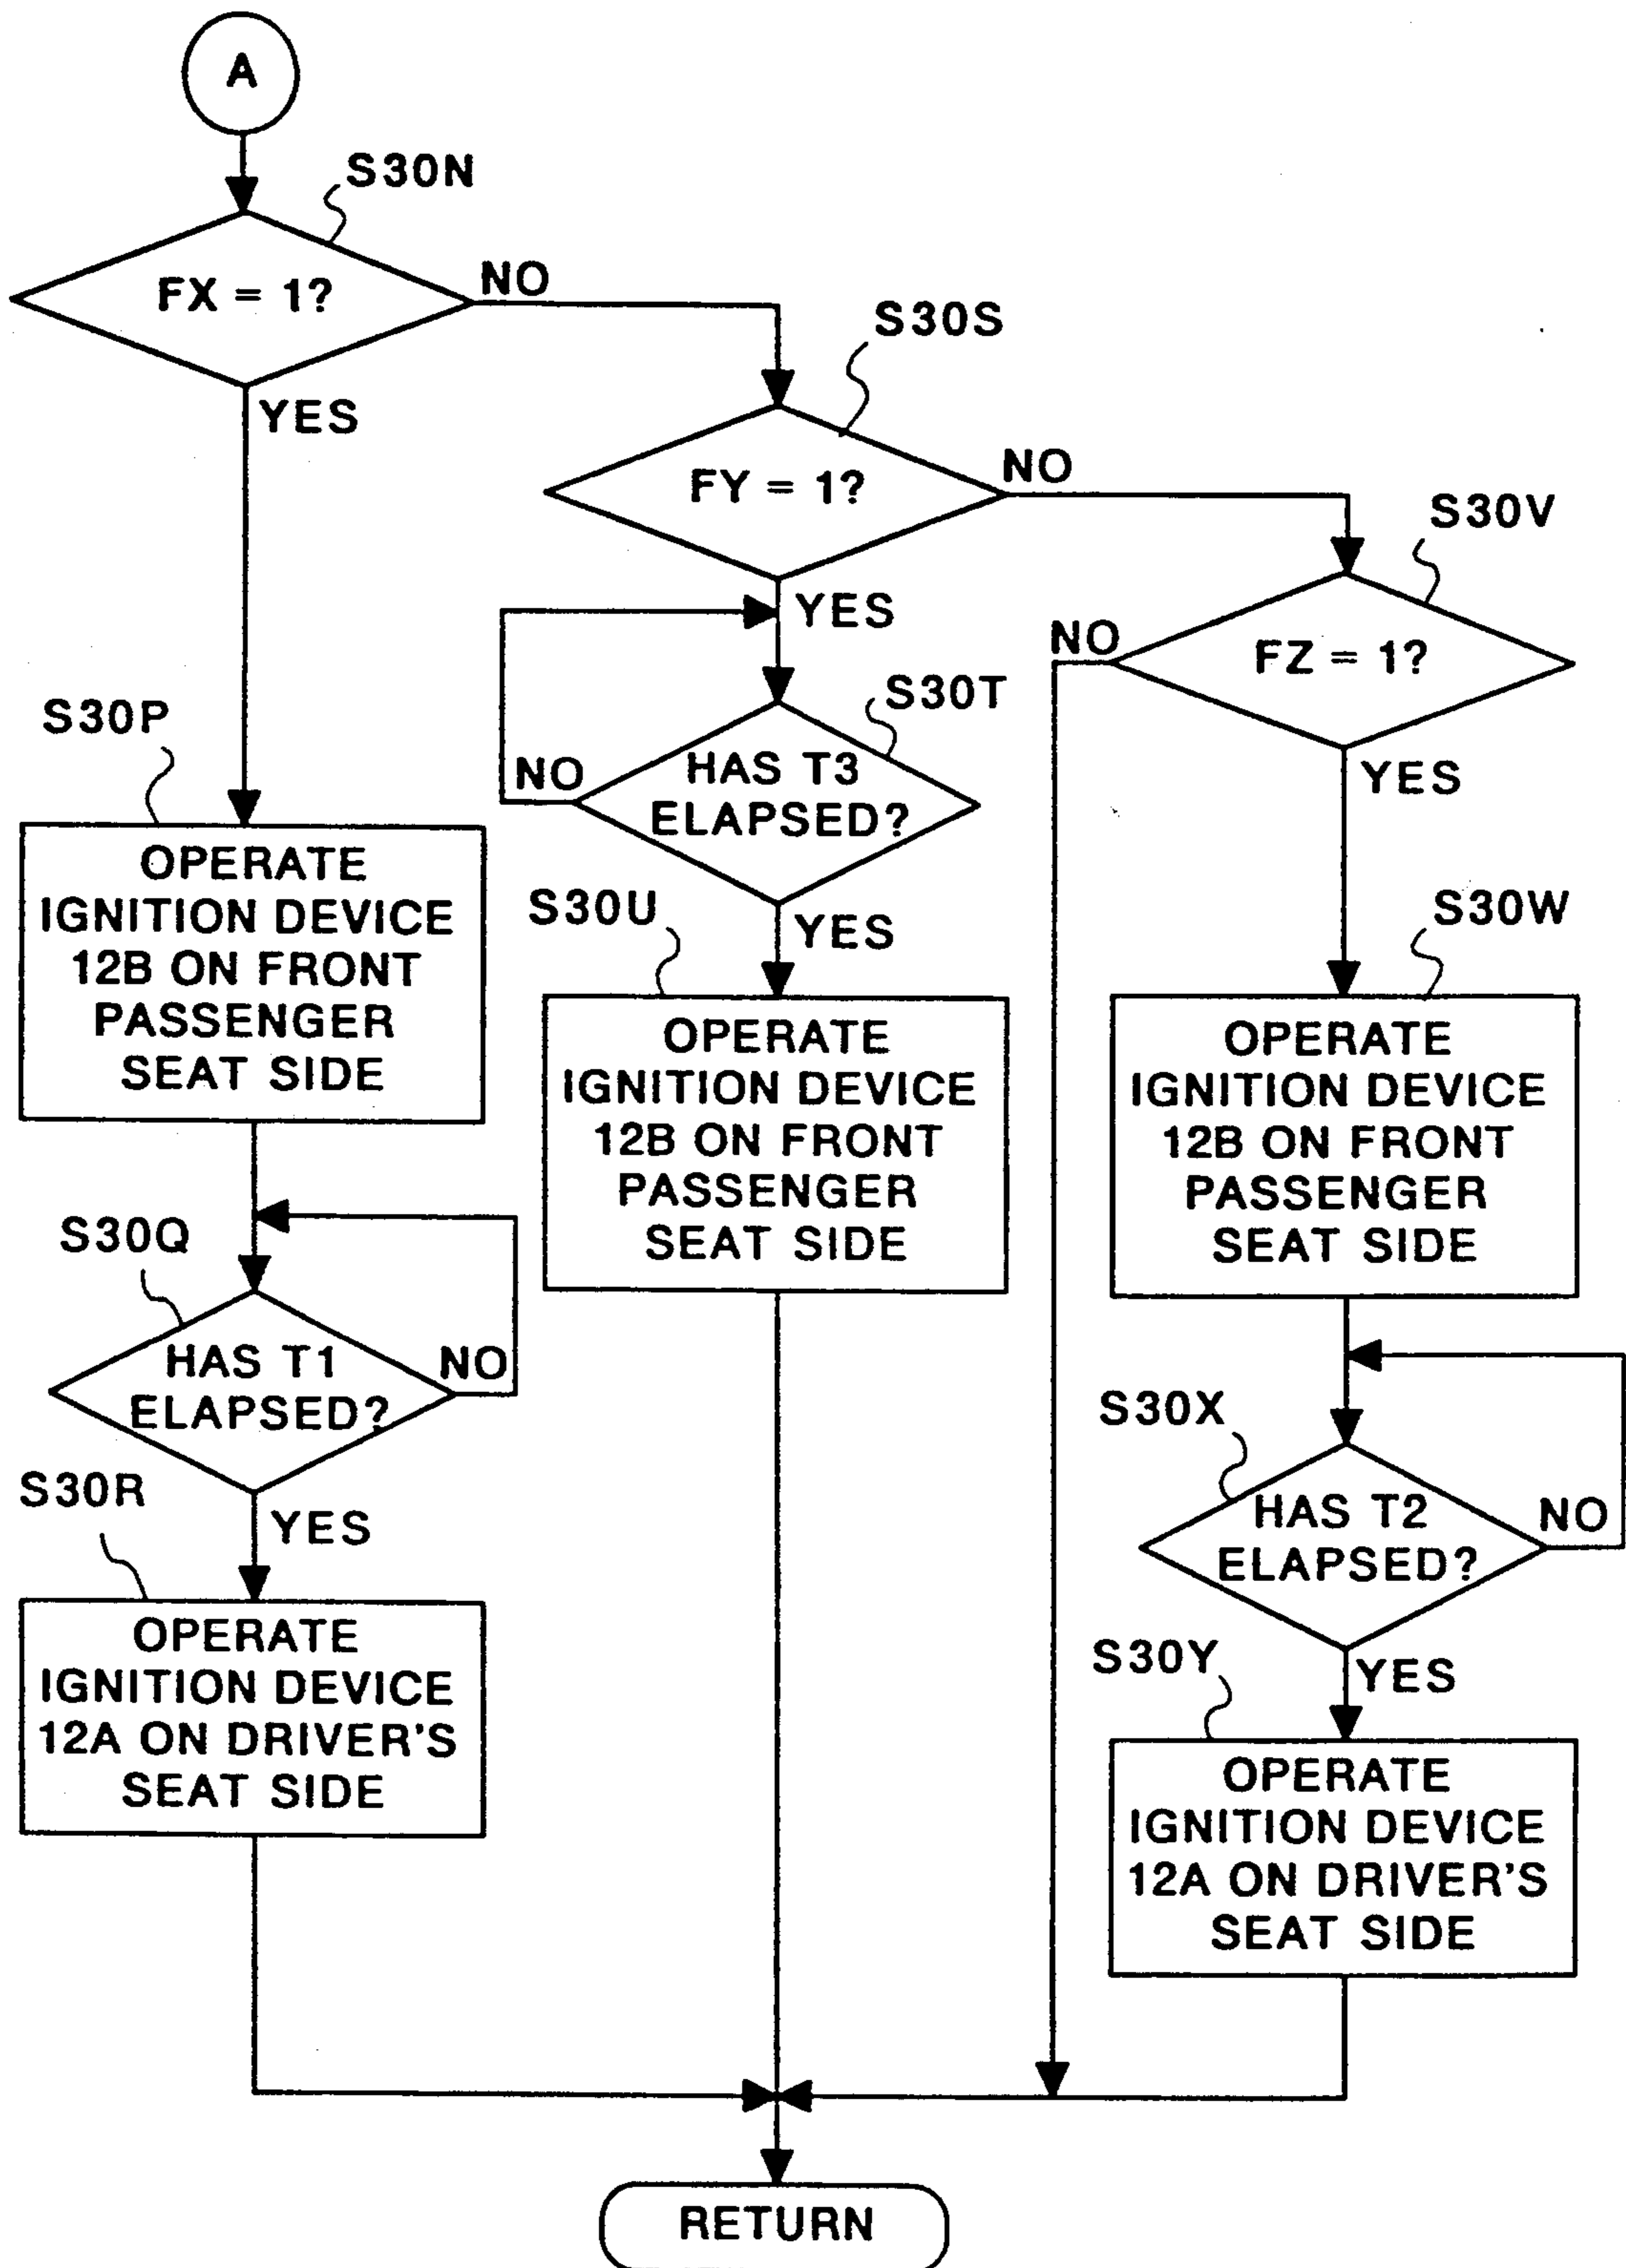 A
S30N
FX = 1?
NO
YES
S30S
FY = 1?
NO
YES
S30V
FZ = 1?
NO
YES
S30P
OPERATE
IGNITION DEVICE
12B ON FRONT
PASSENGER
SEAT SIDE
S30Q
HAS T1
ELAPSED?
NO
YES
S30R
OPERATE
IGNITION DEVICE
12A ON DRIVER'S
SEAT SIDE
S30T
HAS T3
ELAPSED?
NO
YES
S30U
OPERATE
IGNITION DEVICE
12B ON FRONT
PASSENGER
SEAT SIDE
S30W
OPERATE
IGNITION DEVICE
12B ON FRONT
PASSENGER
SEAT SIDE
S30X
HAS T2
ELAPSED?
NO
YES
S30Y
OPERATE
IGNITION DEVICE
12A ON DRIVER'S
SEAT SIDE
RETURN